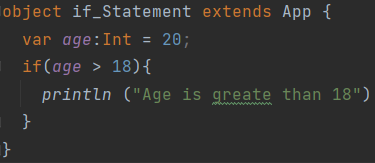 object if_Statement extends App {
var age:Int = 20;
if(age > 18){
println ("Age is greate than 18")
}
}